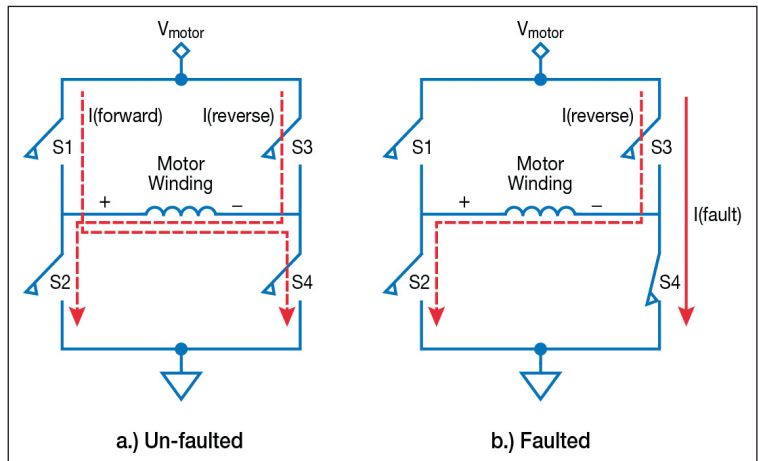 Vmotor
I(forward)
I(reverse)
S1
S3
Motor
Winding
+
–
S2
S4
a.) Un-faulted
Vmotor
I(reverse)
S1
S3
Motor
Winding
+
–
I(fault)
S2
S4
b.) Faulted